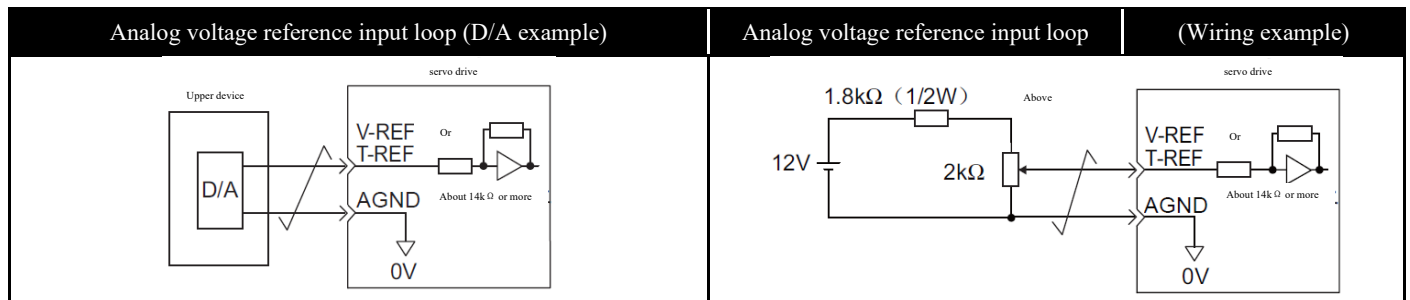 Analog voltage reference input loop (D/A example)
Analog voltage reference input loop
(Wiring example)
servo drive
Upper device
V-REF
Or
T-REF
D/A
About 14kΩ or more
AGND
0V
servo drive
1.8kΩ（1/2W）
Above
V-REF
Or
T-REF
12V
2kΩ
About 14kΩ or more
AGND
0V